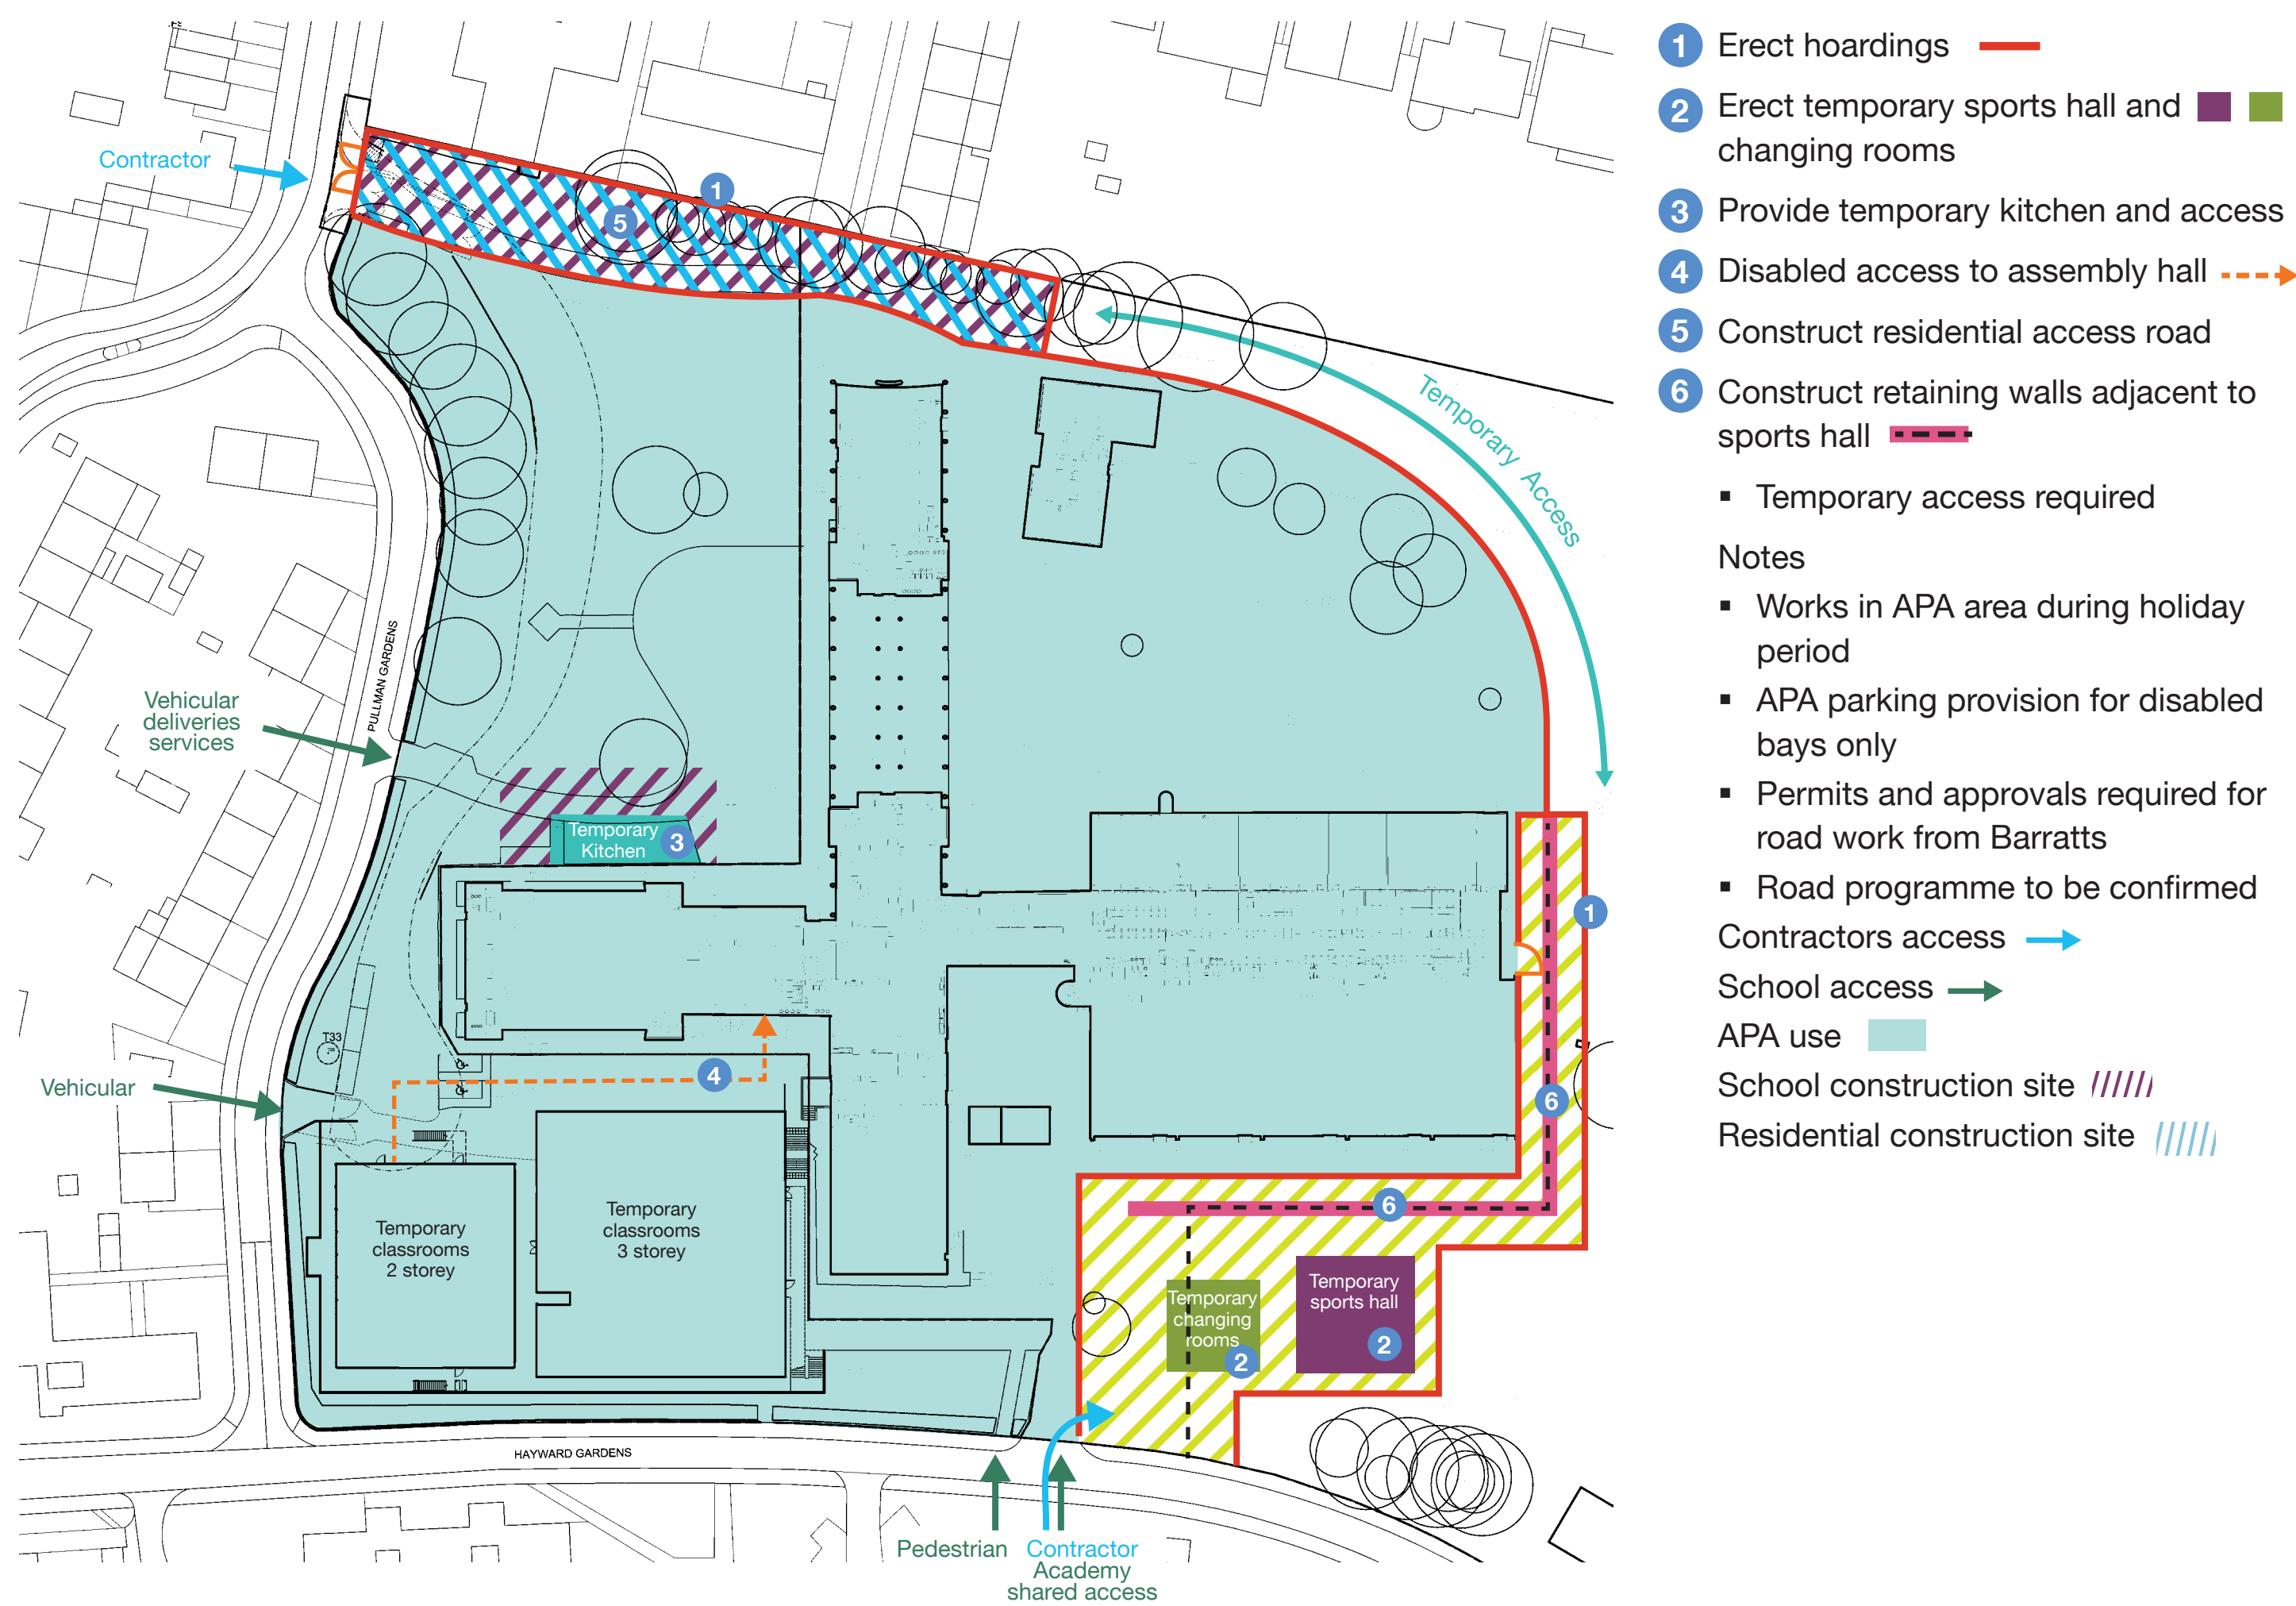 1 Erect hoardings
2 Erect temporary sports hall and
changing rooms
3 Provide temporary kitchen and access
4 Disabled access to assembly hall
5 Construct residential access road
6 Construct retaining walls adjacent to
sports hall
▪ Temporary access required
Notes
▪ Works in APA area during holiday
period
▪ APA parking provision for disabled
bays only
▪ Permits and approvals required for
road work from Barratts
▪ Road programme to be confirmed
Contractors access
School access
APA use
School construction site
Residential construction site
Contractor
1
5
Temporary Access
PULLMAN GARDENS
Vehicular
deliveries
services
Temporary
Kitchen
3
1
T33
4
Vehicular
6
6
Temporary
classrooms
2 storey
Temporary
classrooms
3 storey
Temporary
changing
rooms
2
Temporary
sports hall
2
HAYWARD GARDENS
Pedestrian
Contractor
Academy
shared access